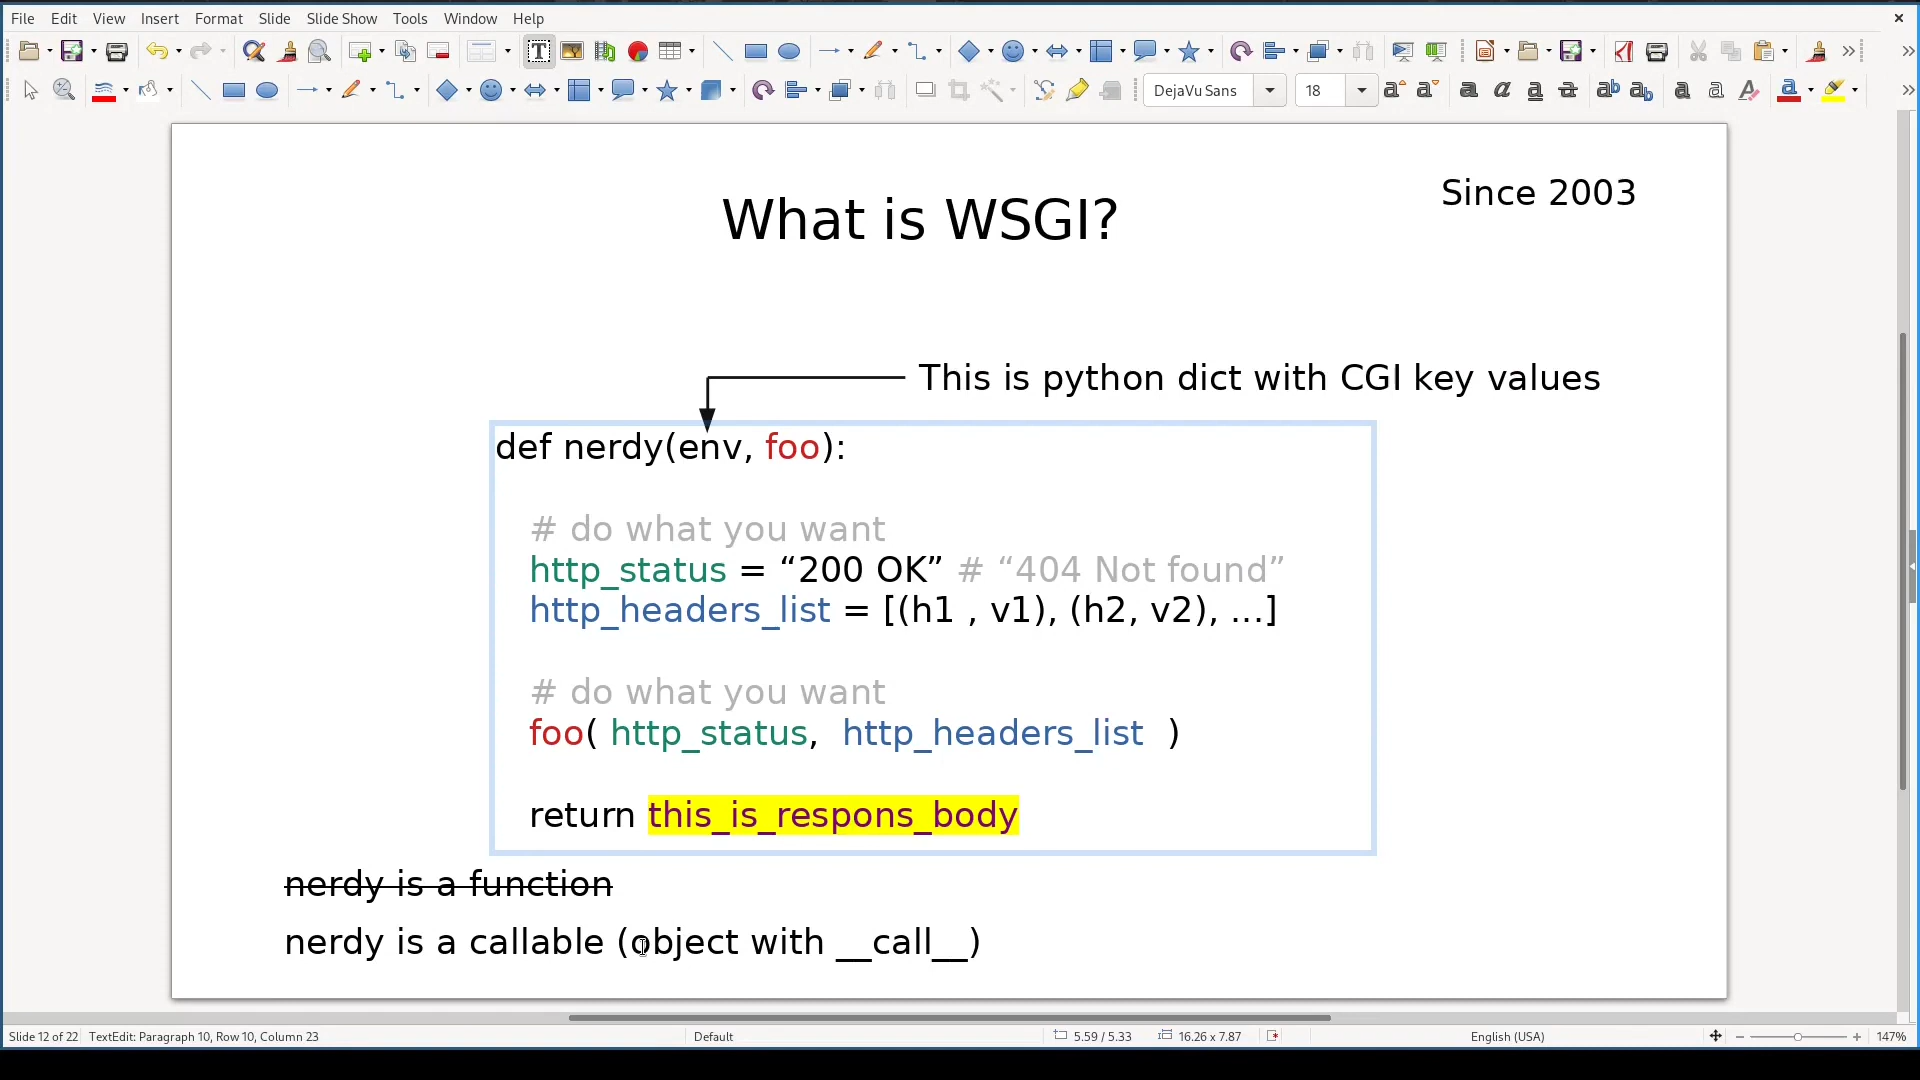 File Edit View Insert Format Slide Slide Show Tools Window Help
DejaVu Sans 18
Since 2003
What is WSGI?
This is python dict with CGI key values
def nerdy(env, foo):
# do what you want
http_status = “200 OK” # “404 Not found”
http_headers_list = [(h1 , v1), (h2, v2), ...]
# do what you want
foo( http_status, http_headers_list )
return this_is_respons_body
nerdy is a function
nerdy is a callable (object with __call__)
Slide 12 of 22 TextEdit: Paragraph 10, Row 10, Column 23 Default 5.59 / 5.33 16.26 x 7.87 English (USA) 147%